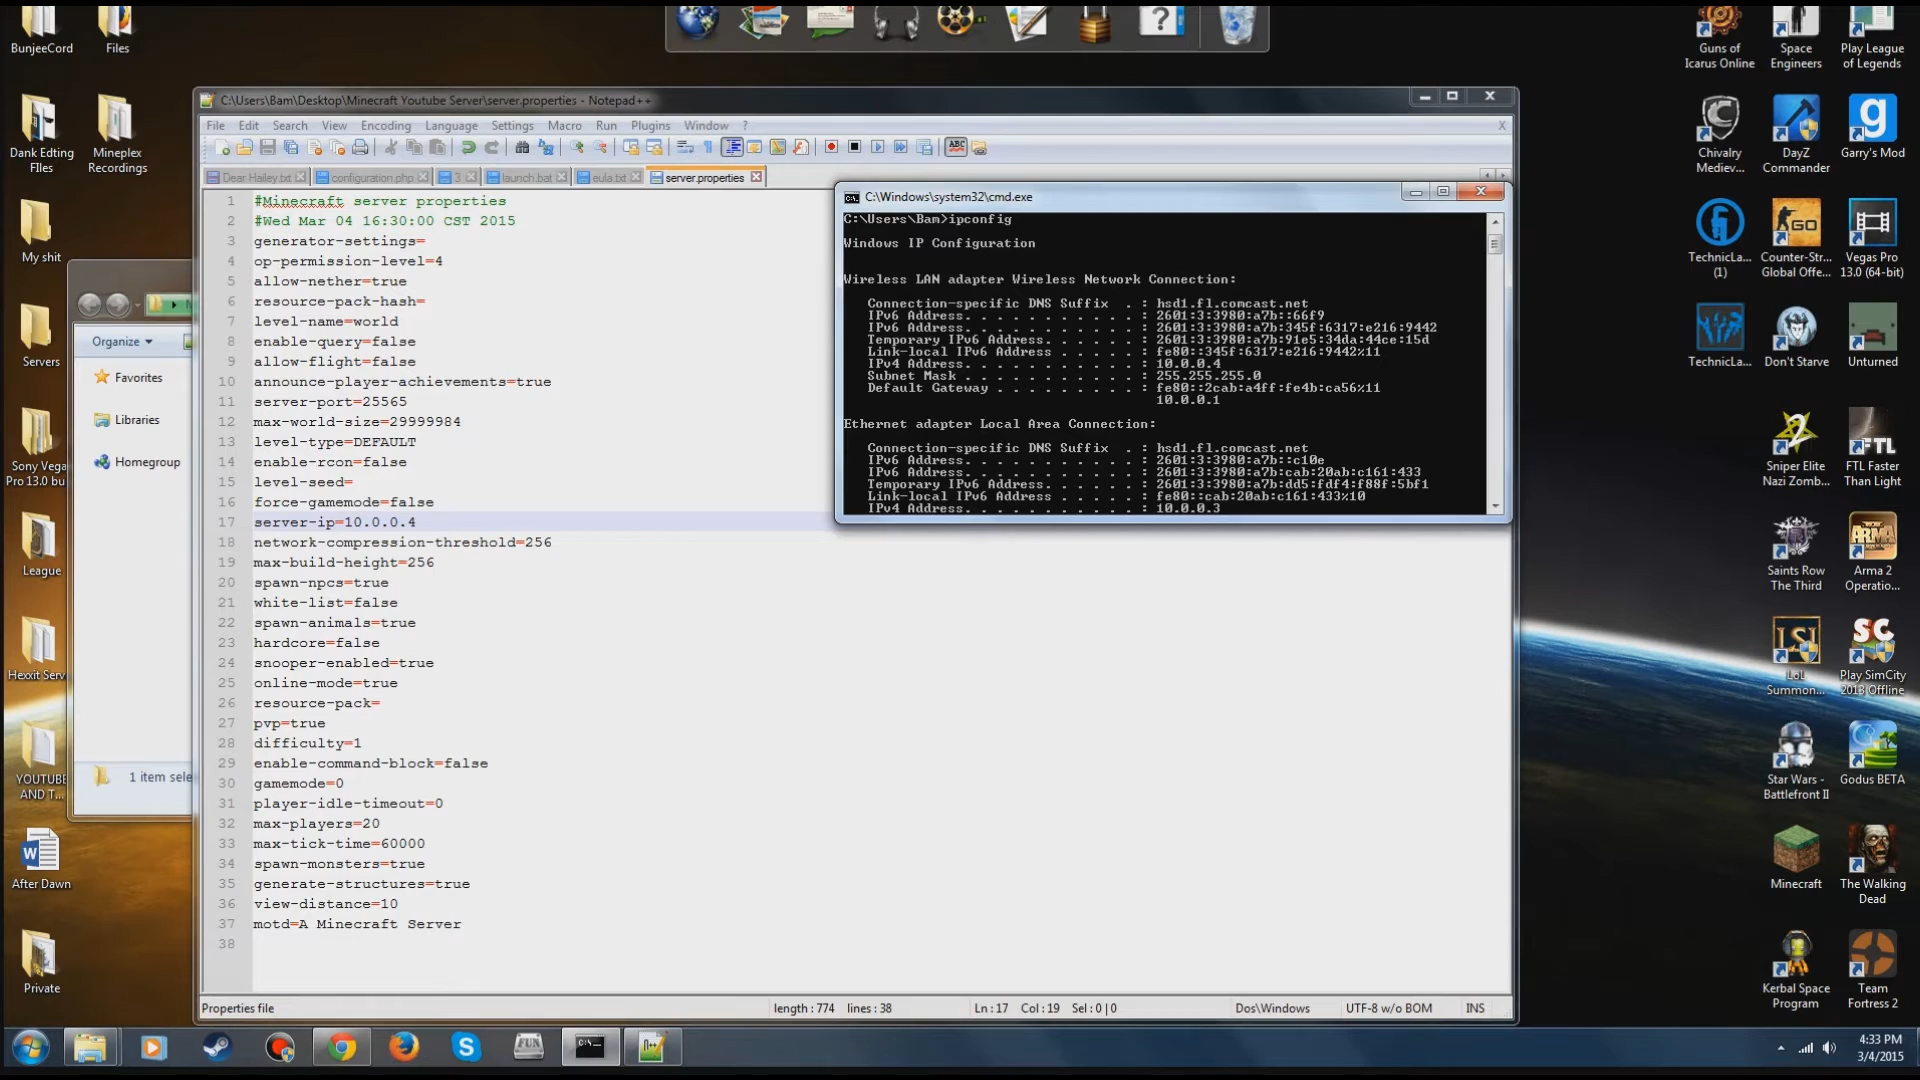 BunjeeCord
Files
Guns of
Icarus Online
Space
Engineers
Play League
of Legends
C:\Users\Bam\Desktop\Minecraft Youtube Server\server.properties - Notepad++
File Edit Search View Encoding Language Settings Macro Run Plugins Window ?
Dear Hailey.txt
configuration.php
3
launch.bat
eula.txt
server.properties
1 #Minecraft server properties
2 #Wed Mar 04 16:30:00 CST 2015
3 generator-settings=
4 op-permission-level=4
5 allow-nether=true
6 resource-pack-hash=
7 level-name=world
8 enable-query=false
9 allow-flight=false
10 announce-player-achievements=true
11 server-port=25565
12 max-world-size=29999984
13 level-type=DEFAULT
14 enable-rcon=false
15 level-seed=
16 force-gamemode=false
17 server-ip=10.0.0.4
18 network-compression-threshold=256
19 max-build-height=256
20 spawn-npcs=true
21 white-list=false
22 spawn-animals=true
23 hardcore=false
24 snooper-enabled=true
25 online-mode=true
26 resource-pack=
27 pvp=true
28 difficulty=1
29 enable-command-block=false
30 gamemode=0
31 player-idle-timeout=0
32 max-players=20
33 max-tick-time=60000
34 spawn-monsters=true
35 generate-structures=true
36 view-distance=10
37 motd=A Minecraft Server
38
Properties file
length : 774 lines : 38
Ln : 17 Col : 19 Sel : 0 | 0
Dos\Windows
UTF-8 w/o BOM
INS
C:\Windows\system32\cmd.exe
C:\Users\Bam>ipconfig
Windows IP Configuration
Wireless LAN adapter Wireless Network Connection:
Connection-specific DNS Suffix . : hsd1.fl.comcast.net
IPv6 Address. . . . . . . . . . . : 2601:3:3980:a7b::66f9
IPv6 Address. . . . . . . . . . . : 2601:3:3980:a7b:345f:6317:e216:9442
Temporary IPv6 Address. . . . . . : 2601:3:3980:a7b:91e5:34da:44ce:15d
Link-local IPv6 Address . . . . . : fe80::345f:6317:e216:9442%11
IPv4 Address. . . . . . . . . . . : 10.0.0.4
Subnet Mask . . . . . . . . . . . : 255.255.255.0
Default Gateway . . . . . . . . . : fe80::2cab:a4ff:fe4b:ca56%11
10.0.0.1
Ethernet adapter Local Area Connection:
Connection-specific DNS Suffix . : hsd1.fl.comcast.net
IPv6 Address. . . . . . . . . . . : 2601:3:3980:a7b::c10e
IPv6 Address. . . . . . . . . . . : 2601:3:3980:a7b:cab:20ab:c161:433
Temporary IPv6 Address. . . . . . : 2601:3:3980:a7b:dd5:fdf4:f88f:5bf1
Link-local IPv6 Address . . . . . : fe80::cab:20ab:c161:433%10
IPv4 Address. . . . . . . . . . . : 10.0.0.3
Dank Edting
FIles
Mineplex
Recordings
My shit
Servers
Sony Vega
Pro 13.0 bu
League
Hexxit Serv
YOUTUBE
AND T...
After Dawn
Private
Organize
Favorites
Libraries
Homegroup
1 item sele
Chivalry
Mediev...
DayZ
Commander
Garry's Mod
TechnicLa...
(1)
Counter-Str...
Global Offe...
Vegas Pro
13.0 (64-bit)
TechnicLa...
Don't Starve
Unturned
Sniper Elite
Nazi Zomb...
FTL Faster
Than Light
Saints Row
The Third
Arma 2
Operatio...
LoL
Summon...
Play SimCity
2013 Offline
Star Wars -
Battlefront II
Godus BETA
Minecraft
The Walking
Dead
Kerbal Space
Program
Team
Fortress 2
FUN
4:33 PM
3/4/2015